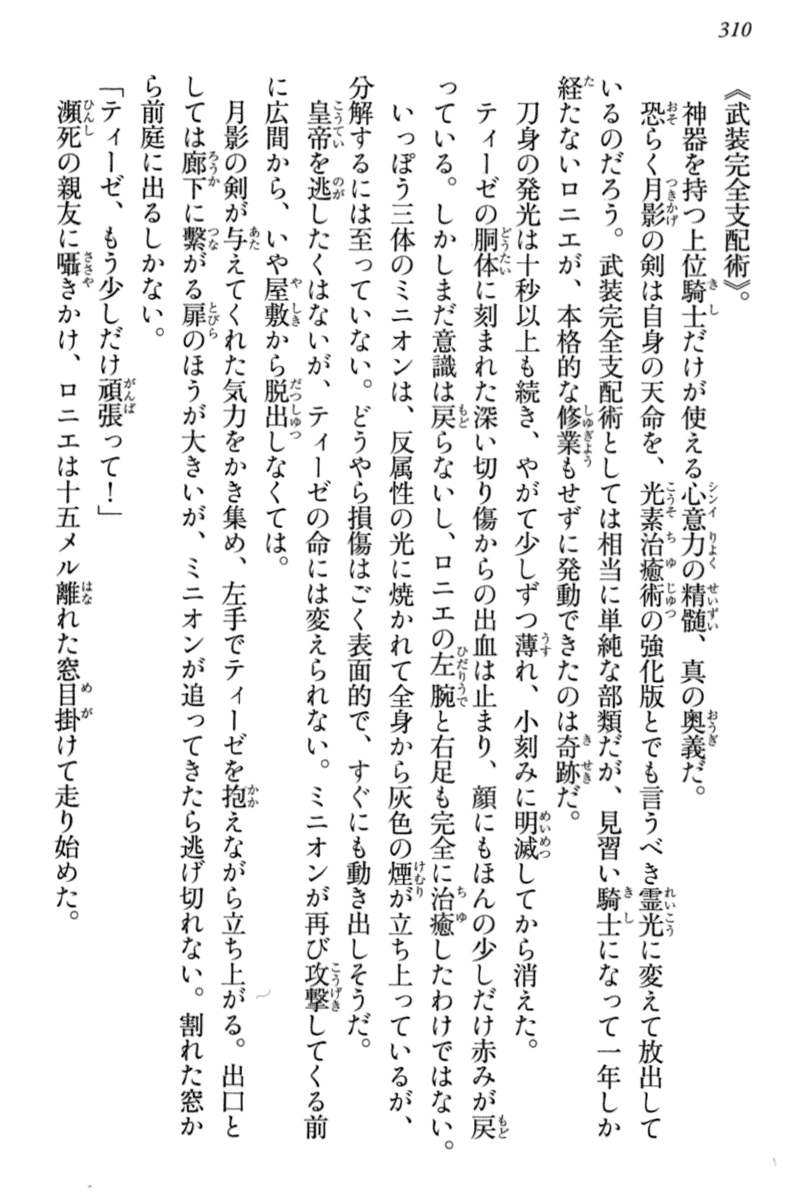 310
《武装完全支配術》。
神器を持つ上位騎士だけが使える心意力の精髄、真の奥義だ。
恐らく月影の剣は自身の天命を、光素治癒術の強化版とでも言うべき霊光に変えて放出して
いるのだろう。武装完全支配術としては相当に単純な部類だが、見習い騎士になって一年しか
経たないロニエが、本格的な修業もせずに発動できたのは奇跡だ。
刀身の発光は十秒以上も続き、やがて少しずつ薄れ、小刻みに明滅してから消えた。
ティーゼの胴体に刻まれた深い切り傷からの出血は止まり、顔にもほんの少しだけ赤みが戻
っている。しかしまだ意識は戻らないし、ロニエの左腕と右足も完全に治癒したわけではない。
いっぽう三体のミニオンは、反属性の光に焼かれて全身から灰色の煙が立ち上っているが、
分解するには至っていない。どうやら損傷はごく表面的で、すぐにも動き出しそうだ。
皇帝を逃したくはないが、ティーゼの命には変えられない。ミニオンが再び攻撃してくる前
に広間から、いや屋敷から脱出しなくては。
月影の剣が与えてくれた気力をかき集め、左手でティーゼを抱えながら立ち上がる。出口と
しては廊下に繋がる扉のほうが大きいが、ミニオンが追ってきたら逃げ切れない。割れた窓か
ら前庭に出るしかない。
「ティーゼ、もう少しだけ頑張って！」
瀕死の親友に囁きかけ、ロニエは十五メル離れた窓目掛けて走り始めた。